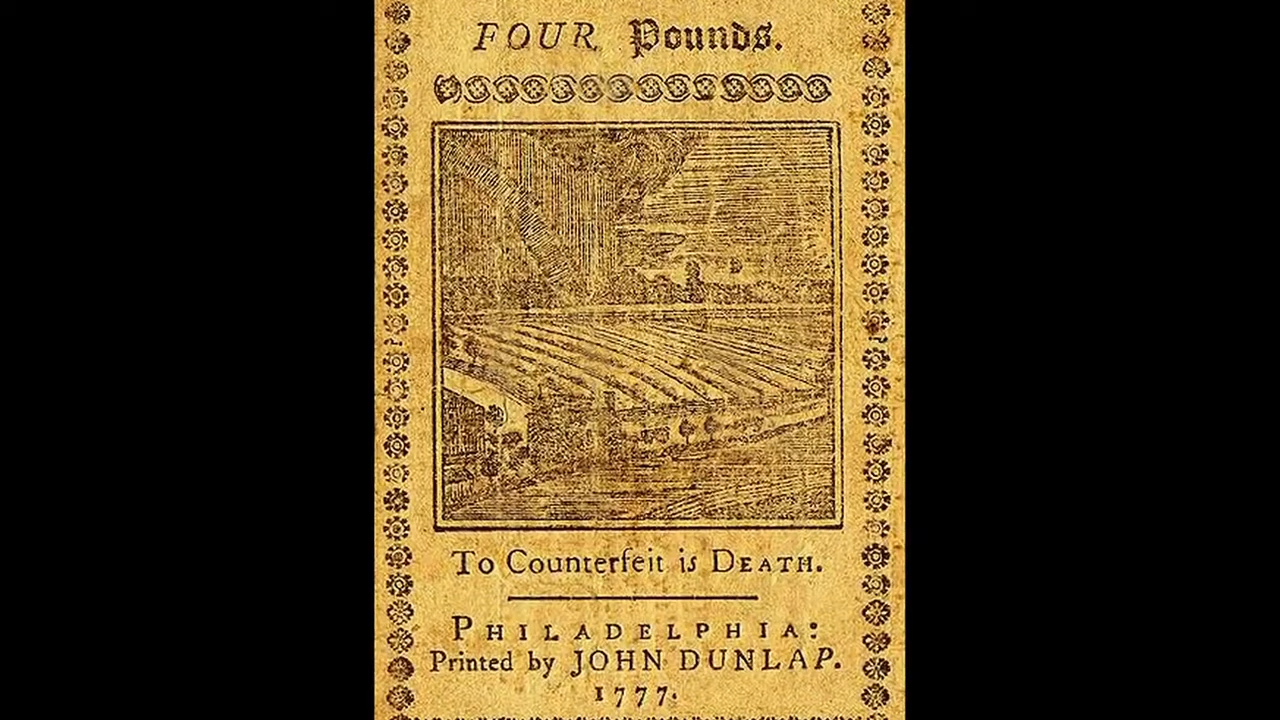 FOUR Pounds.
To Counterfeit is DEATH.
PHILADELPHIA:
Printed by JOHN DUNLAP.
1777.